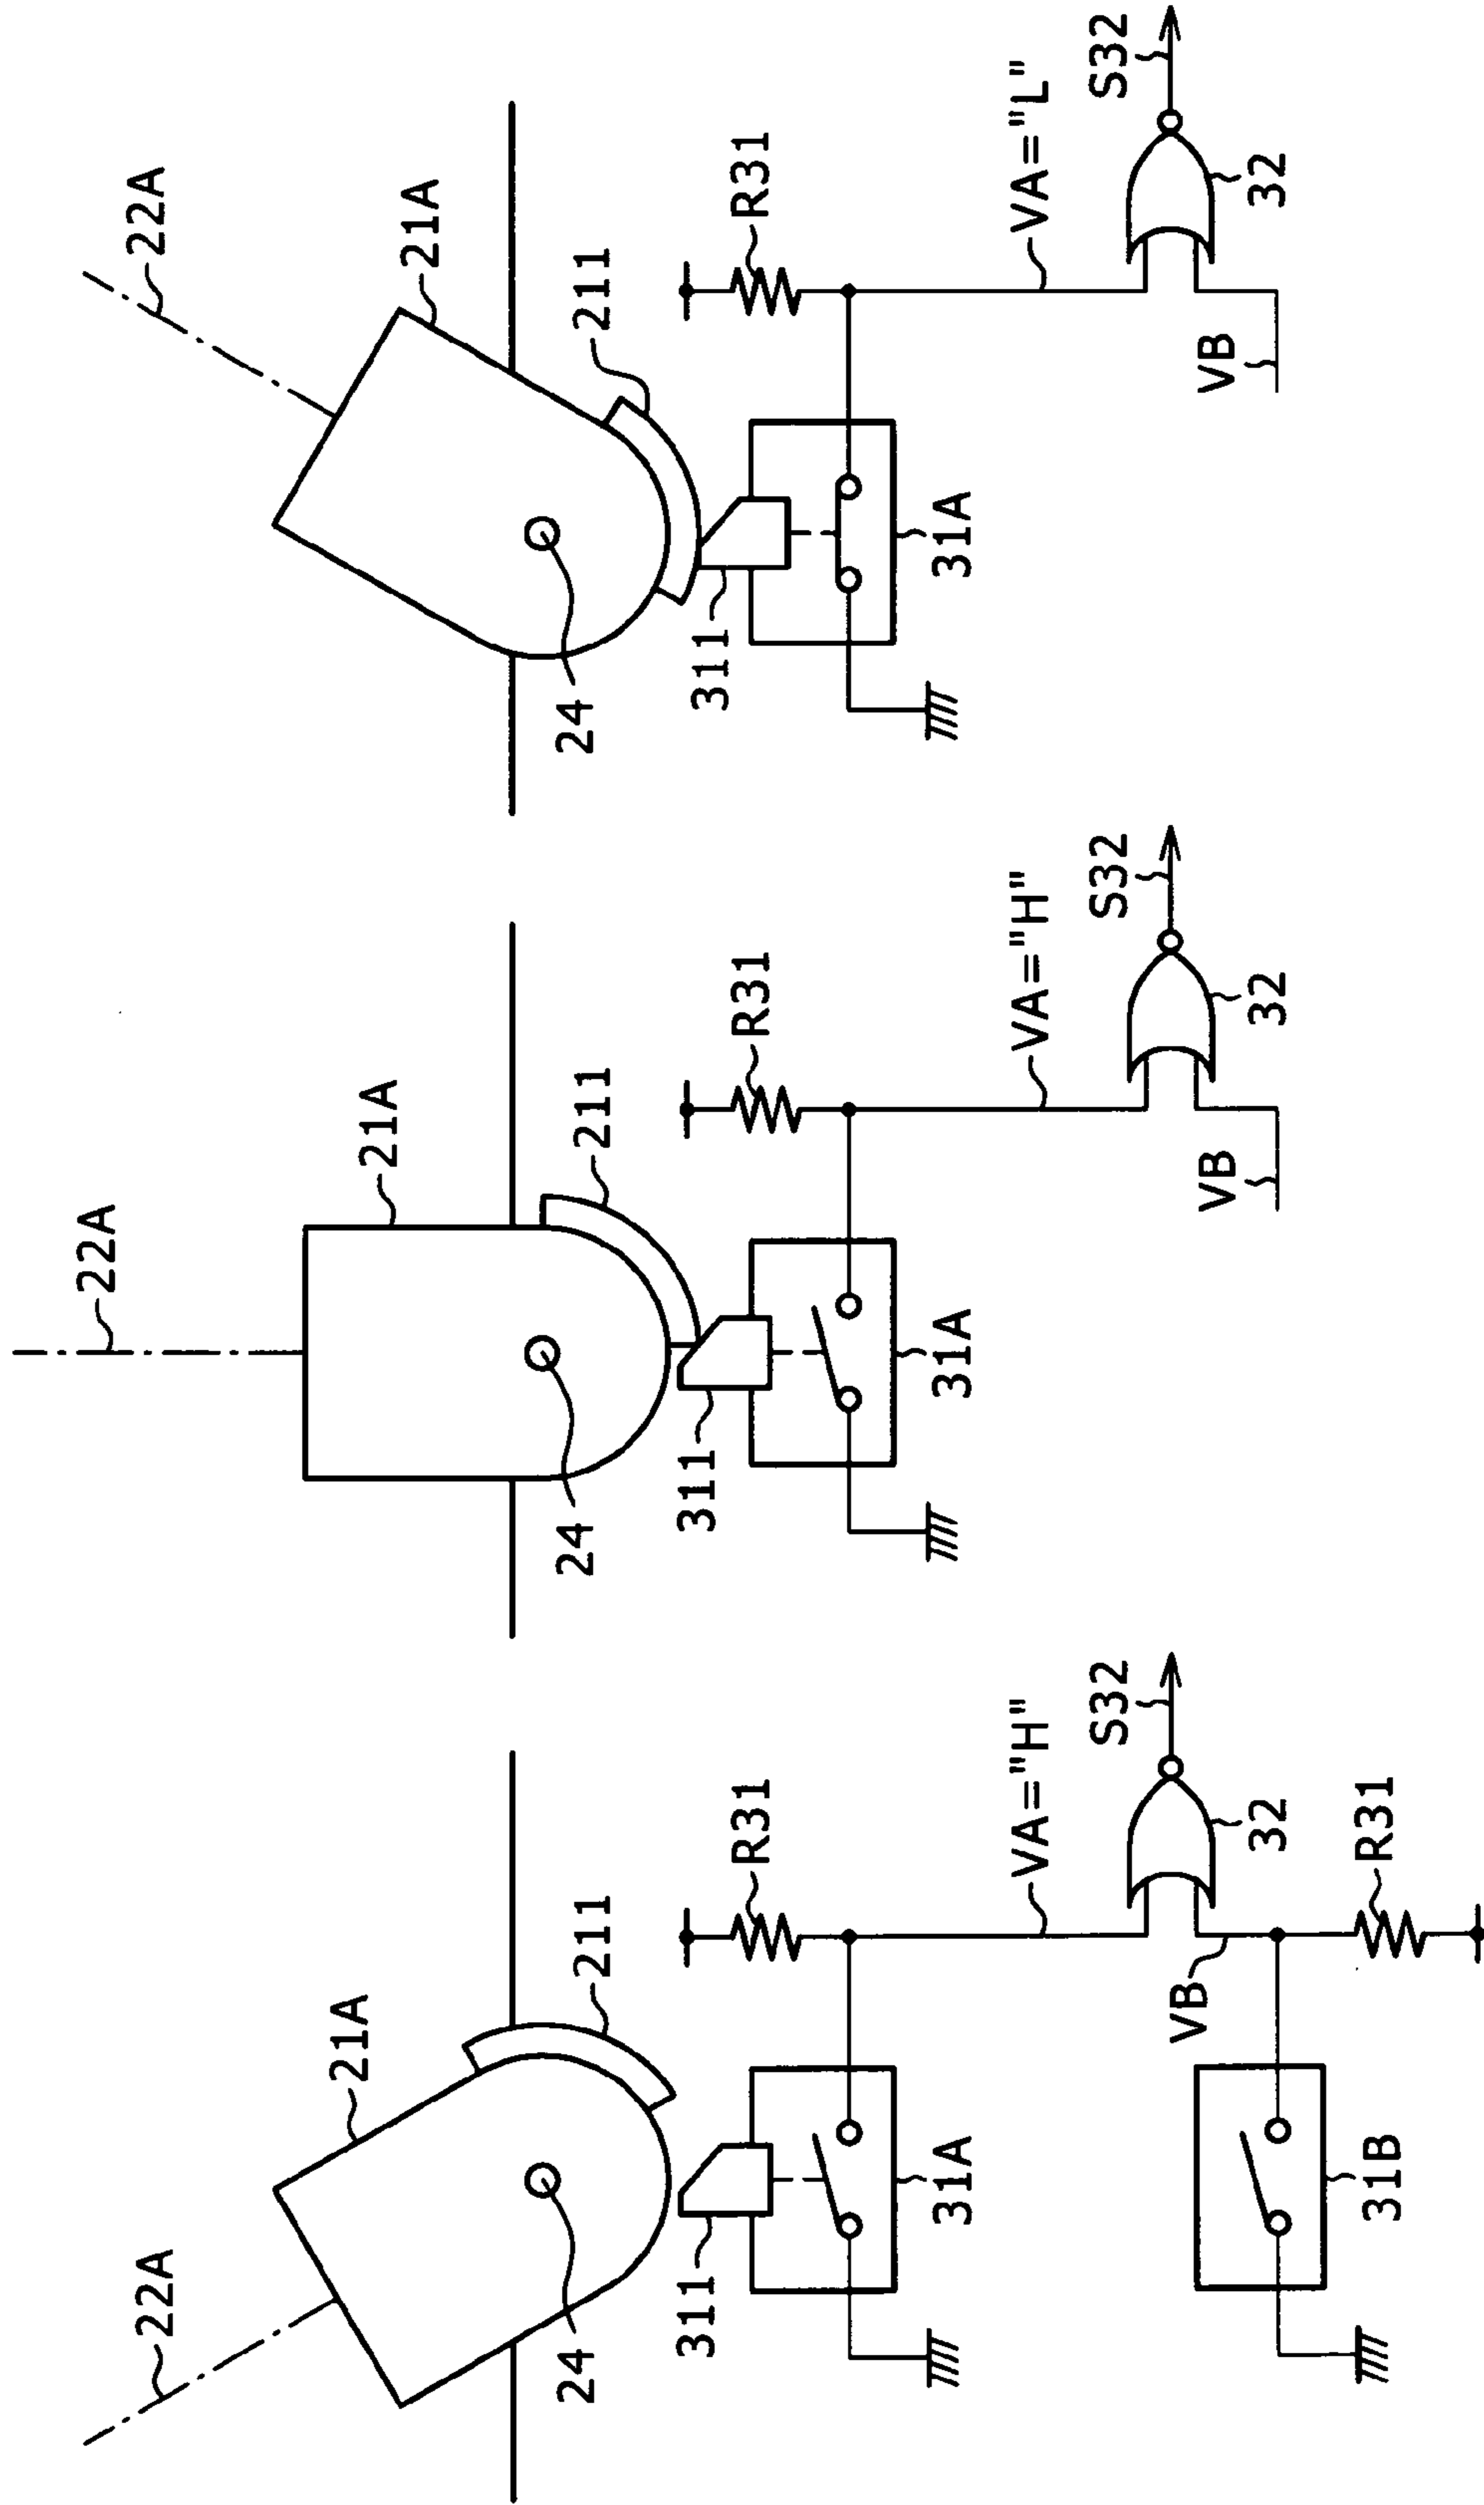 22A
21A
211
24
311
R31
31A
VA="H"
S32
32
VB
R31
31B
22A
21A
211
24
311
R31
31A
VA="H"
S32
32
VB
22A
21A
211
24
311
R31
31A
VA="L"
S32
32
VB